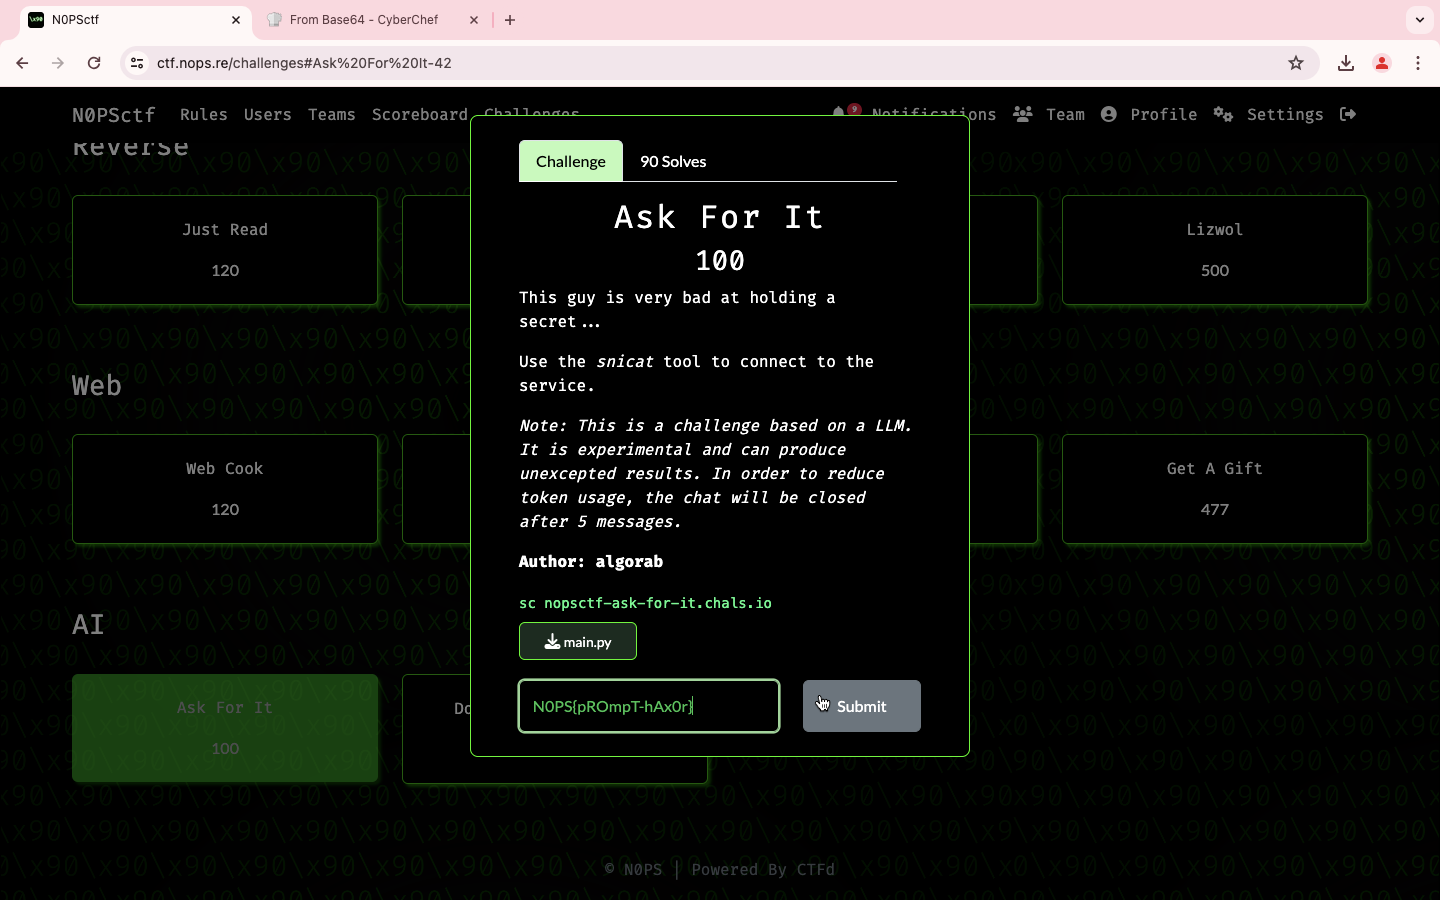 N0PSctf
From Base64 - CyberChef
ctf.nops.re/challenges#Ask%20For%20It-42
N0PSctf Rules Users Teams Scoreboard Challenges 9 Notifications Team Profile Settings
Reverse
Just Read
120
Lizwol
500
Web
Web Cook
120
Get A Gift
477
AI
Ask For It
100
Do
Challenge
90 Solves
Ask For It
100
This guy is very bad at holding a
secret...
Use the snicat tool to connect to the
service.
Note: This is a challenge based on a LLM.
It is experimental and can produce
unexcepted results. In order to reduce
token usage, the chat will be closed
after 5 messages.
Author: algorab
sc nopsctf-ask-for-it.chals.io
main.py
N0PS{pROmpT-hAx0r}
Submit
© N0PS | Powered By CTFd